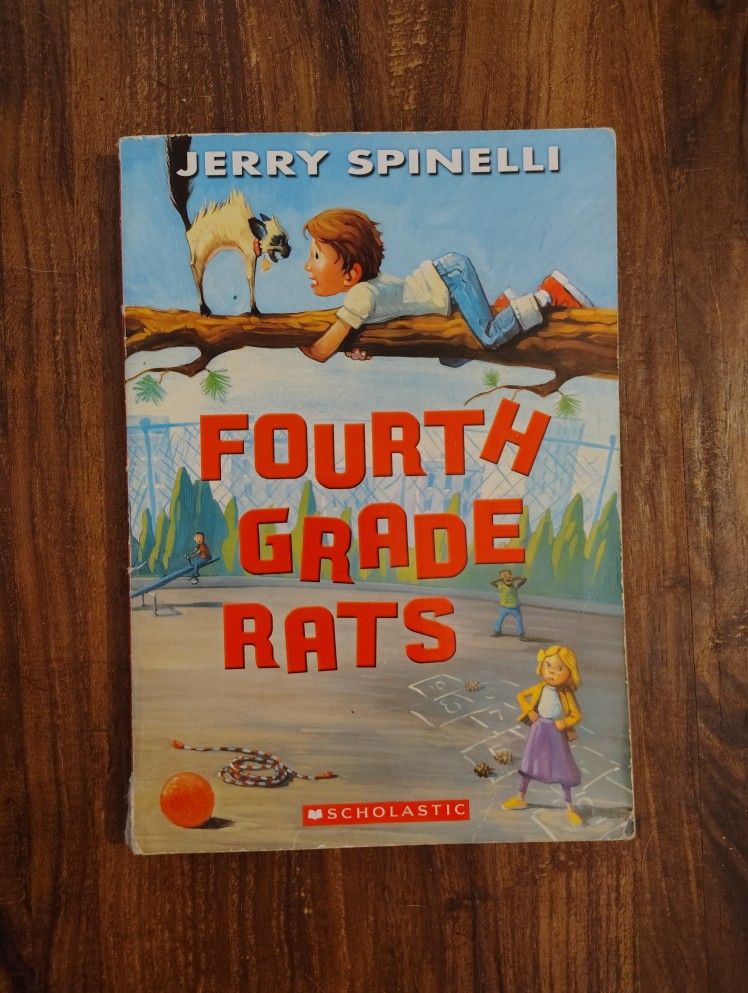 JERRY SPINELLI
FOURTH
GRADE
RATS
SCHOLASTIC